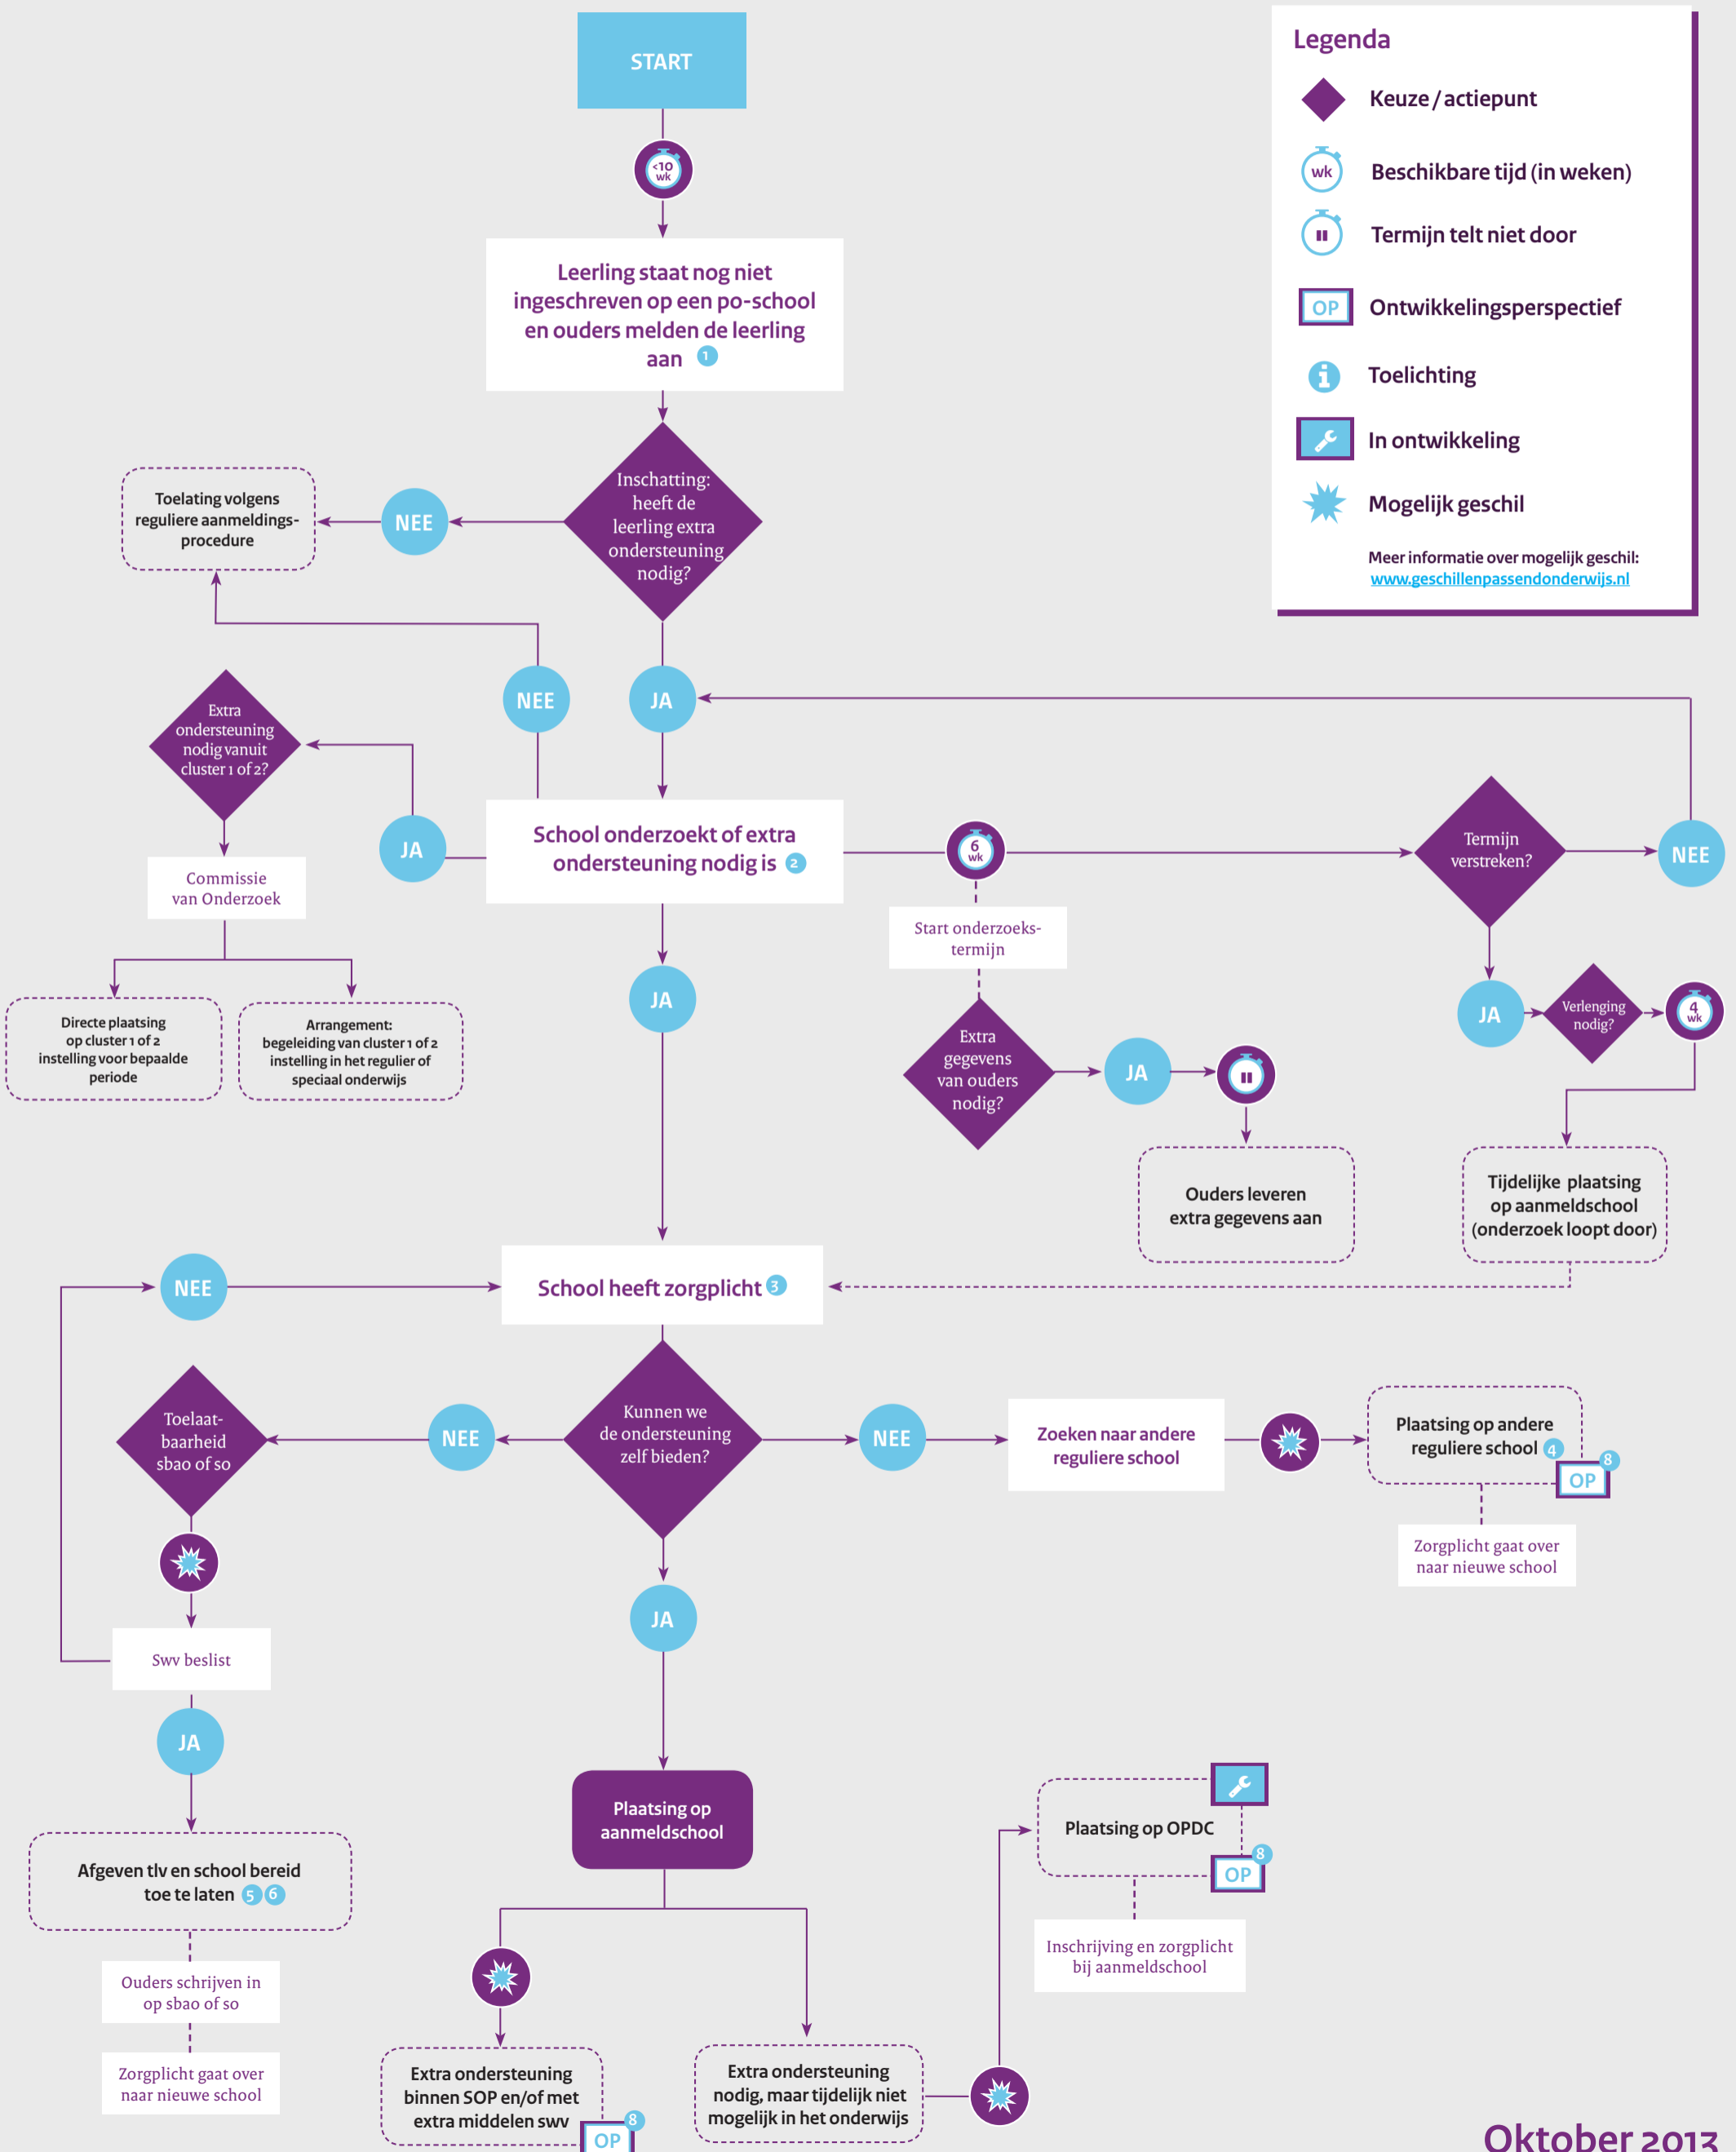 START
<10
wk
Leerling staat nog niet
ingeschreven op een po-school
en ouders melden de leerling
aan 1
Legenda
Keuze / actiepunt
wk
Beschikbare tijd (in weken)
Termijn telt niet door
OP
Ontwikkelingsperspectief
i
Toelichting
In ontwikkeling
Mogelijk geschil
Meer informatie over mogelijk geschil:
www.geschillenpassendonderwijs.nl
Inschatting:
heeft de
leerling extra
ondersteuning
nodig?
NEE
Toelating volgens
reguliere aanmeldings-
procedure
NEE
JA
Extra
ondersteuning
nodig vanuit
cluster 1 of 2?
JA
School onderzoekt of extra
ondersteuning nodig is 2
6
wk
Termijn
verstreken?
NEE
Commissie
van Onderzoek
Start onderzoeks-
termijn
Directe plaatsing
op cluster 1 of 2
instelling voor bepaalde
periode
Arrangement:
begeleiding van cluster 1 of 2
instelling in het regulier of
speciaal onderwijs
JA
Extra
gegevens
van ouders
nodig?
JA
JA
Verlenging
nodig?
4
wk
Ouders leveren
extra gegevens aan
Tijdelijke plaatsing
op aanmeldschool
(onderzoek loopt door)
NEE
School heeft zorgplicht 3
Toelaat-
baarheid
sbao of so
NEE
Kunnen we
de ondersteuning
zelf bieden?
NEE
Zoeken naar andere
reguliere school
Plaatsing op andere
reguliere school 4
8
OP
Zorgplicht gaat over
naar nieuwe school
JA
Swv beslist
JA
Plaatsing op
aanmeldschool
Plaatsing op OPDC
8
OP
Afgeven tlv en school bereid
toe te laten 5 6
Inschrijving en zorgplicht
bij aanmeldschool
Ouders schrijven in
op sbao of so
Zorgplicht gaat over
naar nieuwe school
Extra ondersteuning
binnen SOP en/of met
extra middelen swv
8
OP
Extra ondersteuning
nodig, maar tijdelijk niet
mogelijk in het onderwijs
Oktober 2013